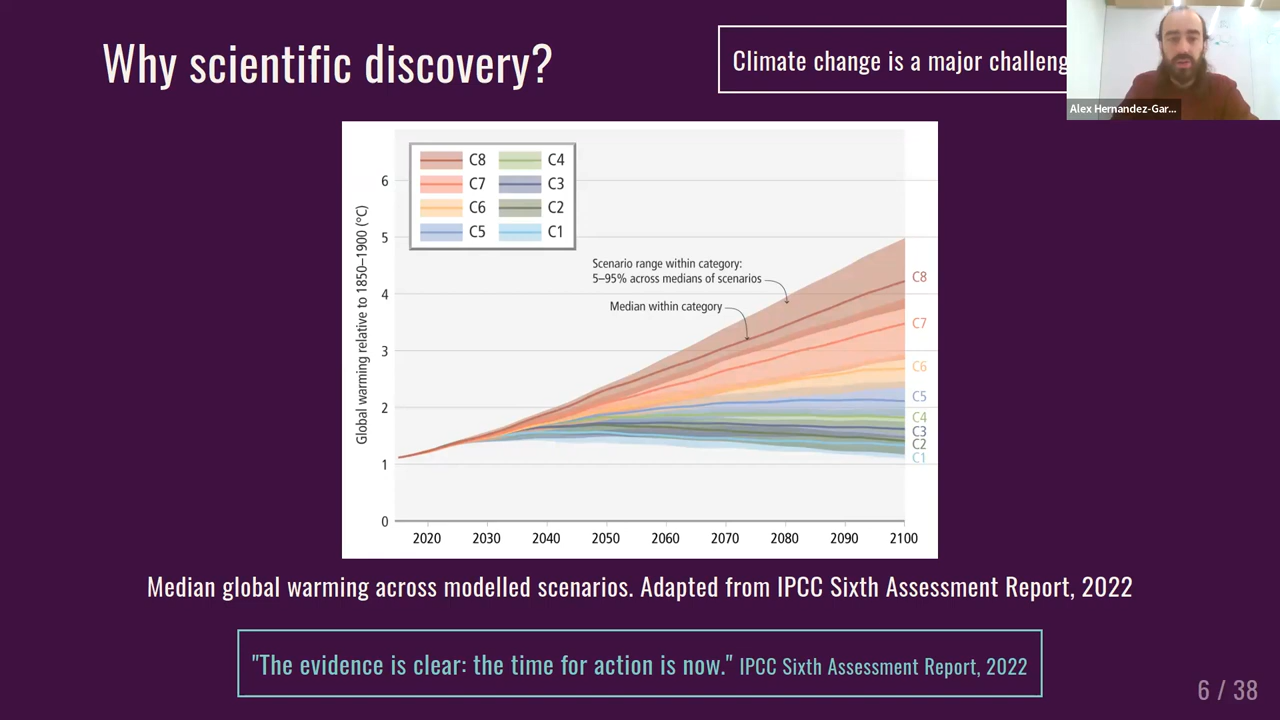 Why scientific discovery?
Climate change is a major challeng
Alex Hernandez-Gar...
C8 C4
C7 C3
C6 C2
C5 C1
Global warming relative to 1850–1900 (°C)
6
5
4
3
2
1
0
Scenario range within category:
5–95% across medians of scenarios
Median within category
C8
C7
C6
C5
C4
C3
C2
C1
2020 2030 2040 2050 2060 2070 2080 2090 2100
Median global warming across modelled scenarios. Adapted from IPCC Sixth Assessment Report, 2022
"The evidence is clear: the time for action is now." IPCC Sixth Assessment Report, 2022
6 / 38